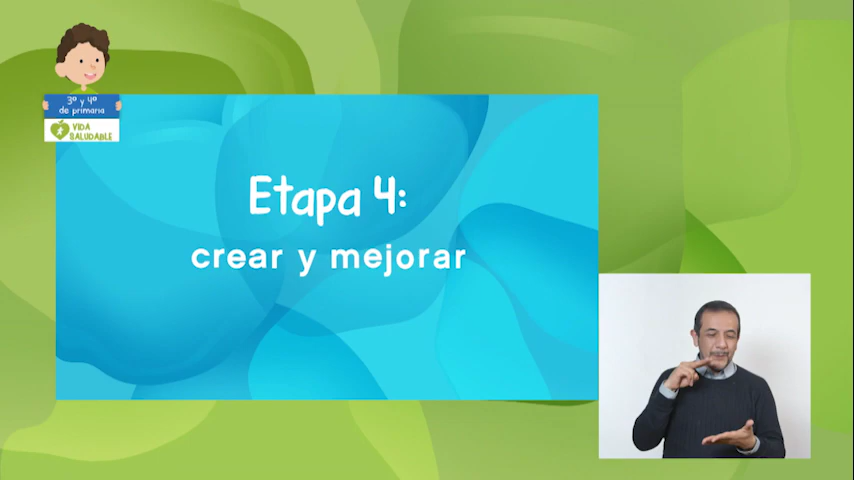 3º y 4º
de primaria
VIDA
SALUDABLE
Etapa 4:
crear y mejorar